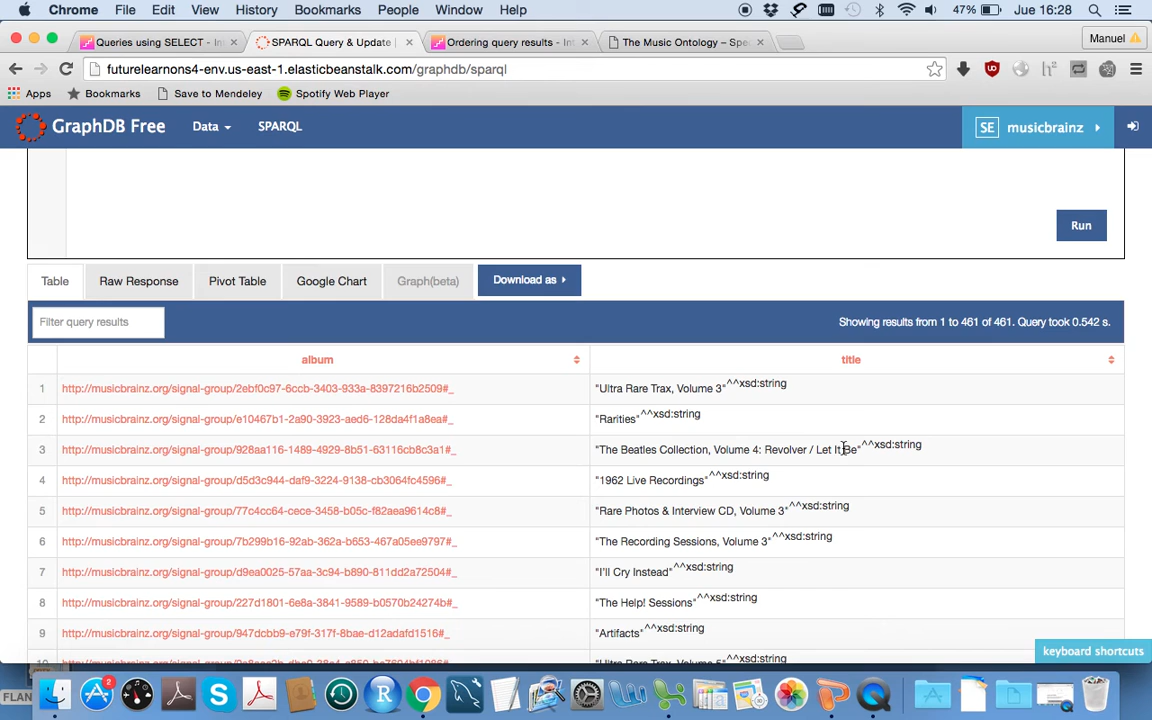 Chrome File Edit View History Bookmarks People Window Help 47% Jue 16:28
Queries using SELECT - In SPARQL Query & Update | Ordering query results - Int The Music Ontology – Spe Manuel
futurelearnons4-env.us-east-1.elasticbeanstalk.com/graphdb/sparql
Apps Bookmarks Save to Mendeley Spotify Web Player
GraphDB Free Data SPARQL SE musicbrainz
Run
Table Raw Response Pivot Table Google Chart Graph(beta) Download as
Filter query results Showing results from 1 to 461 of 461. Query took 0.542 s.
album title
1 http://musicbrainz.org/signal-group/2ebf0c97-6ccb-3403-933a-8397216b2509#_ "Ultra Rare Trax, Volume 3"^^xsd:string
2 http://musicbrainz.org/signal-group/e10467b1-2a90-3923-aed6-128da4f1a8ea#_ "Rarities"^^xsd:string
3 http://musicbrainz.org/signal-group/928aa116-1489-4929-8b51-63116cb8c3a1#_ "The Beatles Collection, Volume 4: Revolver / Let It Be"^^xsd:string
4 http://musicbrainz.org/signal-group/d5d3c944-daf9-3224-9138-cb3064fc4596#_ "1962 Live Recordings"^^xsd:string
5 http://musicbrainz.org/signal-group/77c4cc64-cece-3458-b05c-f82aea9614c8#_ "Rare Photos & Interview CD, Volume 3"^^xsd:string
6 http://musicbrainz.org/signal-group/7b299b16-92ab-362a-b653-467a05ee9797#_ "The Recording Sessions, Volume 3"^^xsd:string
7 http://musicbrainz.org/signal-group/d9ea0025-57aa-3c94-b890-811dd2a72504#_ "I'll Cry Instead"^^xsd:string
8 http://musicbrainz.org/signal-group/227d1801-6e8a-3841-9589-b0570b24274b#_ "The Help! Sessions"^^xsd:string
9 http://musicbrainz.org/signal-group/947dcbb9-e79f-317f-8bae-d12adafd1516#_ "Artifacts"^^xsd:string
keyboard shortcuts
FLAN